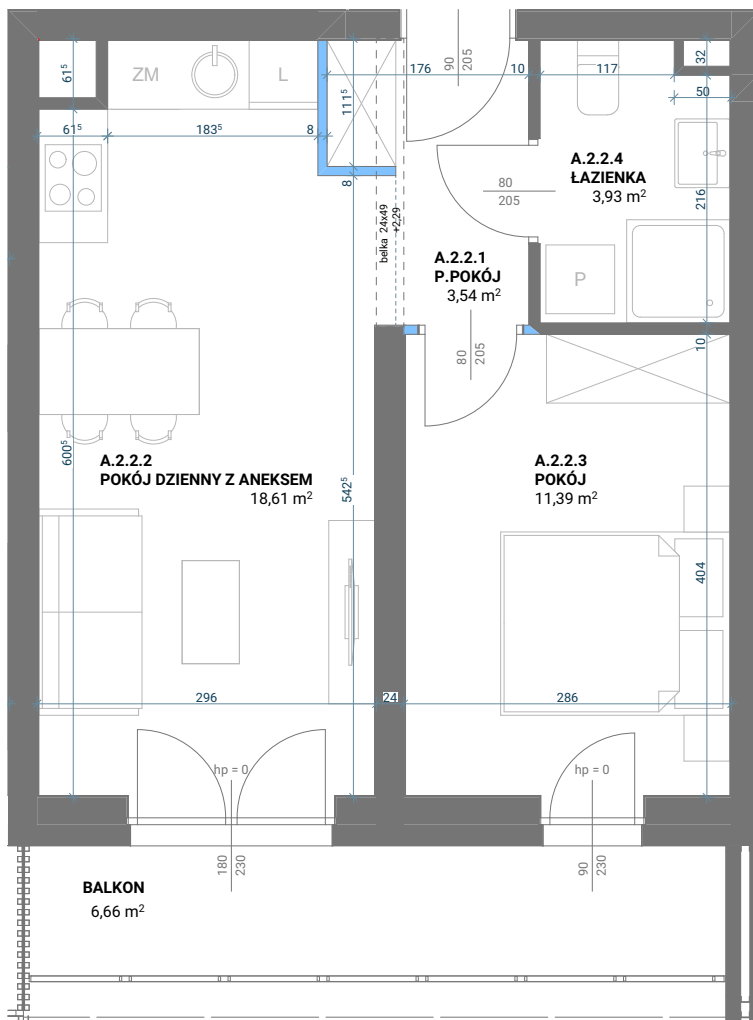 61⁵
ZM
L
176
90
205
10
117
32
50
111⁵
61⁵
183⁵
8
8
belka 24x49
+2,29
80
205
A.2.2.4
ŁAZIENKA
3,93 m²
216
A.2.2.1
P.POKÓJ
3,54 m²
P
80
205
10
600⁵
A.2.2.2
POKÓJ DZIENNY Z ANEKSEM
18,61 m²
542⁵
A.2.2.3
POKÓJ
11,39 m²
404
296
24
286
hp = 0
hp = 0
180
230
90
230
BALKON
6,66 m²